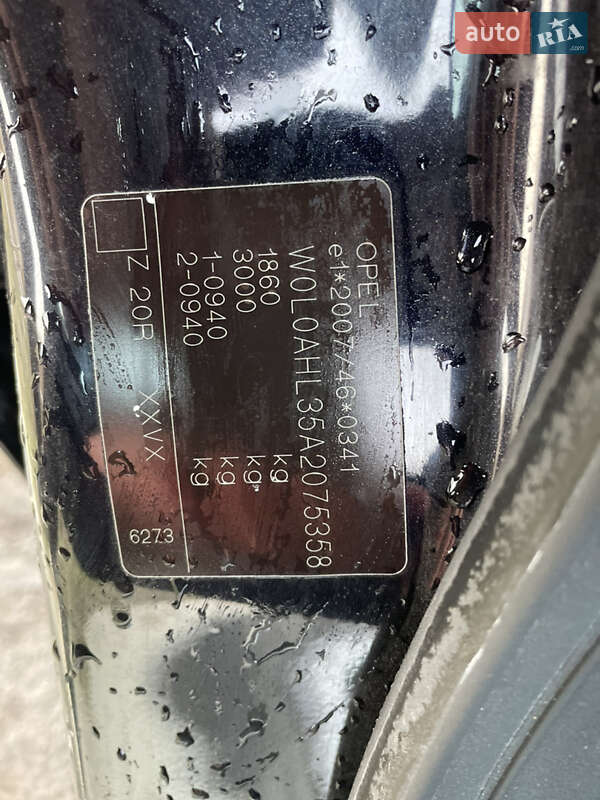 auto RIA .com
OPEL
e1*2007/46*0341
W0L0AHL35A2075358
1860 kg
3000 kg
1-0940 kg
2-0940 kg
Z 20R XXVX
6273